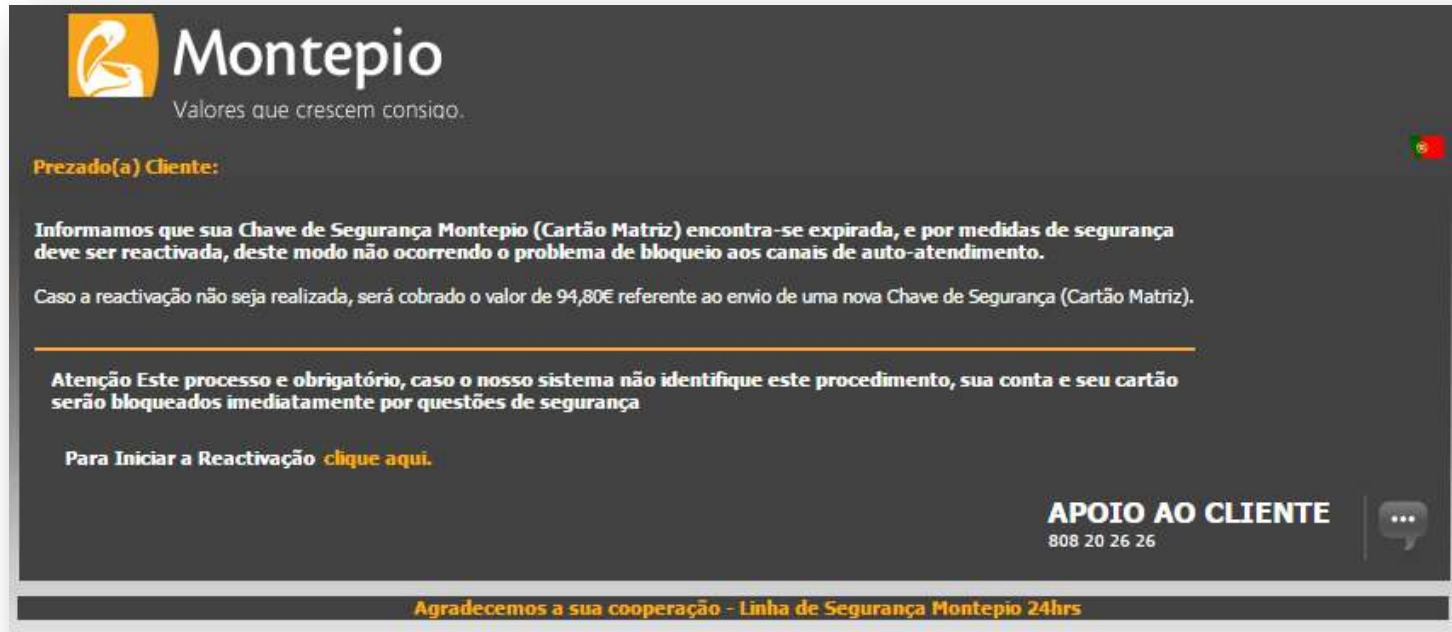 Montepio
Valores que crescem consigo.
Prezado(a) Cliente:
Informamos que sua Chave de Segurança Montepio (Cartão Matriz) encontra-se expirada, e por medidas de segurança
deve ser reactivada, deste modo não ocorrendo o problema de bloqueio aos canais de auto-atendimento.
Caso a reactivação não seja realizada, será cobrado o valor de 94,80€ referente ao envio de uma nova Chave de Segurança (Cartão Matriz).
Atenção Este processo e obrigatório, caso o nosso sistema não identifique este procedimento, sua conta e seu cartão
serão bloqueados imediatamente por questões de segurança
Para Iniciar a Reactivação clique aqui.
APOIO AO CLIENTE
808 20 26 26
Agradecemos a sua cooperação - Linha de Segurança Montepio 24hrs